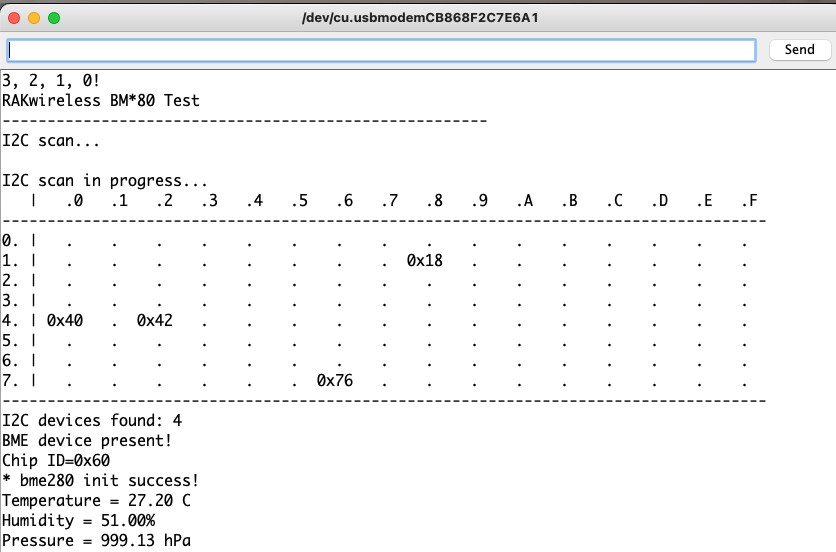 /dev/cu.usbmodemCB868F2C7E6A1
Send
3, 2, 1, 0!
RAKwireless BM*80 Test
------------------------------------------------------
I2C scan...
I2C scan in progress...
   |   .0   .1   .2   .3   .4   .5   .6   .7   .8   .9   .A   .B   .C   .D   .E   .F
-------------------------------------------------------------------------------------
0. |   .    .    .    .    .    .    .    .    .    .    .    .    .    .    .    .
1. |   .    .    .    .    .    .    .    .  0x18   .    .    .    .    .    .    .
2. |   .    .    .    .    .    .    .    .    .    .    .    .    .    .    .    .
3. |   .    .    .    .    .    .    .    .    .    .    .    .    .    .    .    .
4. | 0x40   .  0x42   .    .    .    .    .    .    .    .    .    .    .    .    .
5. |   .    .    .    .    .    .    .    .    .    .    .    .    .    .    .    .
6. |   .    .    .    .    .    .    .    .    .    .    .    .    .    .    .    .
7. |   .    .    .    .    .    .  0x76   .    .    .    .    .    .    .    .    .
-------------------------------------------------------------------------------------
I2C devices found: 4
BME device present!
Chip ID=0x60
* bme280 init success!
Temperature = 27.20 C
Humidity = 51.00%
Pressure = 999.13 hPa